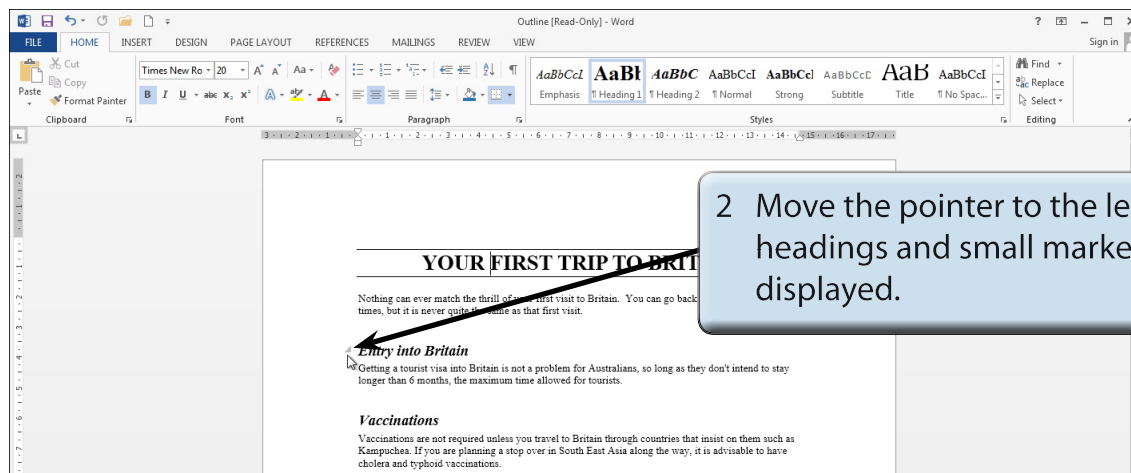 Outline [Read-Only] - Word
FILE HOME INSERT DESIGN PAGE LAYOUT REFERENCES MAILINGS REVIEW VIEW Sign in
Cut
Copy
Format Painter
Paste
Times New Ro 20
Clipboard Font Paragraph Styles Editing
AaBbCcI AaBb AaBbC AaBbCcI AaBbCcl AaBbCcD AaB AaBbCcI
Emphasis ¶ Heading 1 ¶ Heading 2 ¶ Normal Strong Subtitle Title ¶ No Spac...
Find
Replace
Select
2 Move the pointer to the le
headings and small marke
displayed.
YOUR FIRST TRIP TO BRIT
Nothing can ever match the thrill of your first visit to Britain. You can go back
times, but it is never quite the same as that first visit.
Entry into Britain
Getting a tourist visa into Britain is not a problem for Australians, so long as they don't intend to stay
longer than 6 months, the maximum time allowed for tourists.
Vaccinations
Vaccinations are not required unless you travel to Britain through countries that insist on them such as
Kampuchea. If you are planning a stop over in South East Asia along the way, it is advisable to have
cholera and typhoid vaccinations.